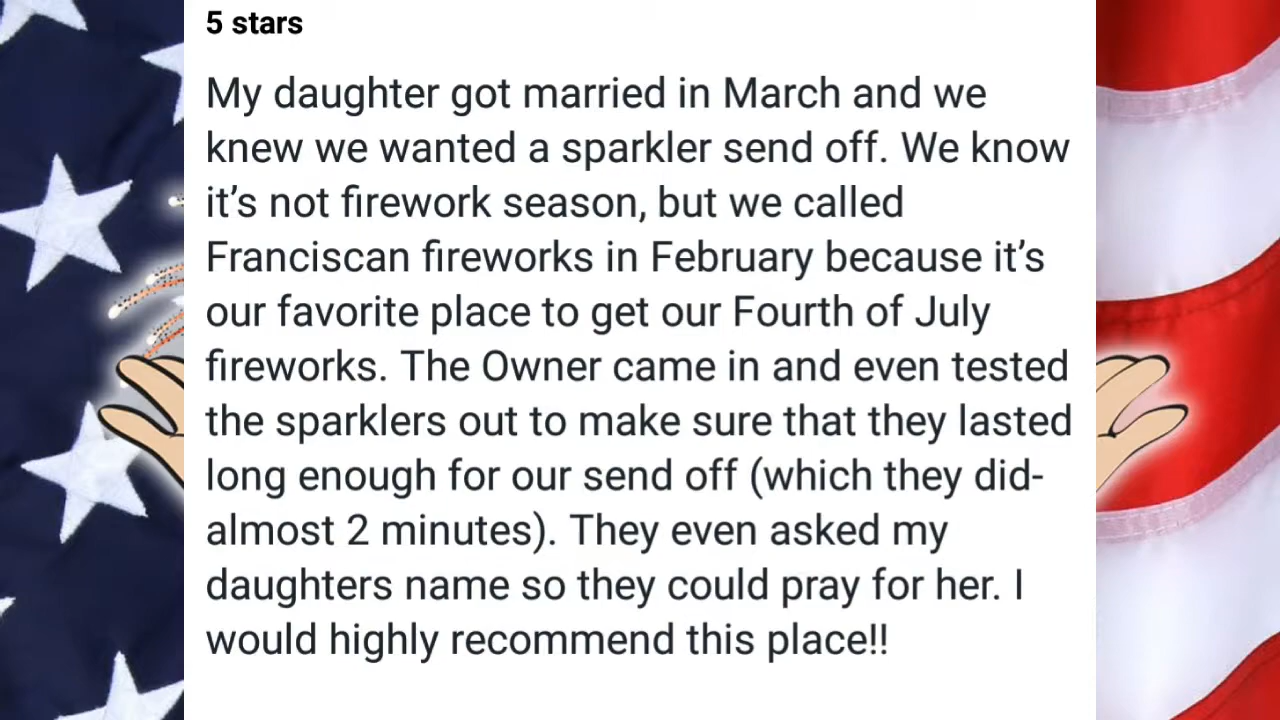 5 stars
My daughter got married in March and we
knew we wanted a sparkler send off. We know
it’s not firework season, but we called
Franciscan fireworks in February because it’s
our favorite place to get our Fourth of July
fireworks. The Owner came in and even tested
the sparklers out to make sure that they lasted
long enough for our send off (which they did-
almost 2 minutes). They even asked my
daughters name so they could pray for her. I
would highly recommend this place!!